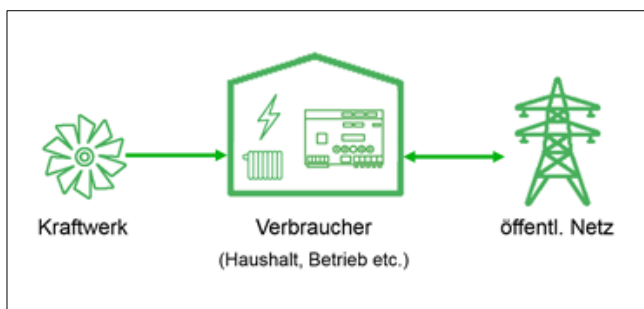 Kraftwerk
Verbraucher
öffentl. Netz
(Haushalt, Betrieb etc.)